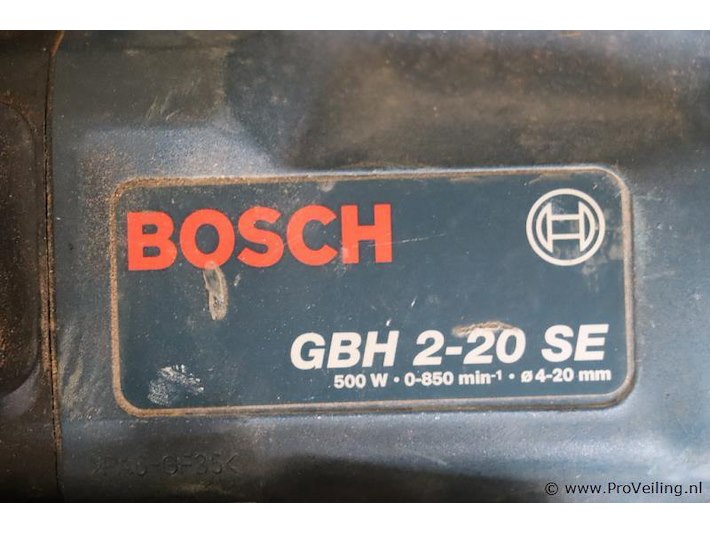 BOSCH
GBH 2-20 SE
500 W · 0-850 min⁻¹ · ø 4-20 mm
© www.ProVeiling.nl